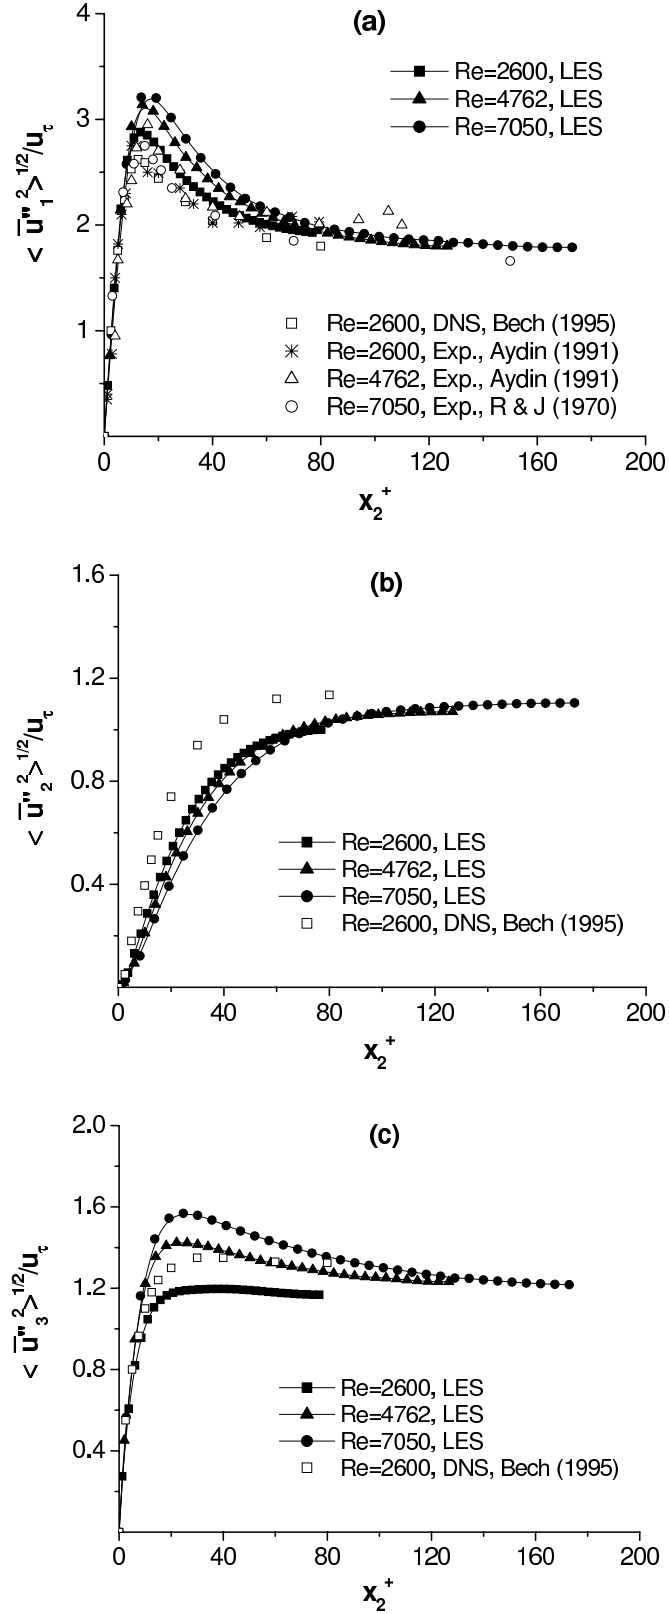 (a)
Re=2600, LES
Re=4762, LES
Re=7050, LES
4
3
2
1
< u̅"₁² >^1/2/u_τ
Re=2600, DNS, Bech (1995)
Re=2600, Exp., Aydin (1991)
Re=4762, Exp., Aydin (1991)
Re=7050, Exp., R & J (1970)
0 40 80 120 160 200
x₂⁺
(b)
1.6
1.2
0.8
0.4
< u̅"₂² >^1/2/u_τ
Re=2600, LES
Re=4762, LES
Re=7050, LES
Re=2600, DNS, Bech (1995)
0 40 80 120 160 200
x₂⁺
(c)
2.0
1.6
1.2
0.8
0.4
< u̅"₃² >^1/2/u_τ
Re=2600, LES
Re=4762, LES
Re=7050, LES
Re=2600, DNS, Bech (1995)
0 40 80 120 160 200
x₂⁺